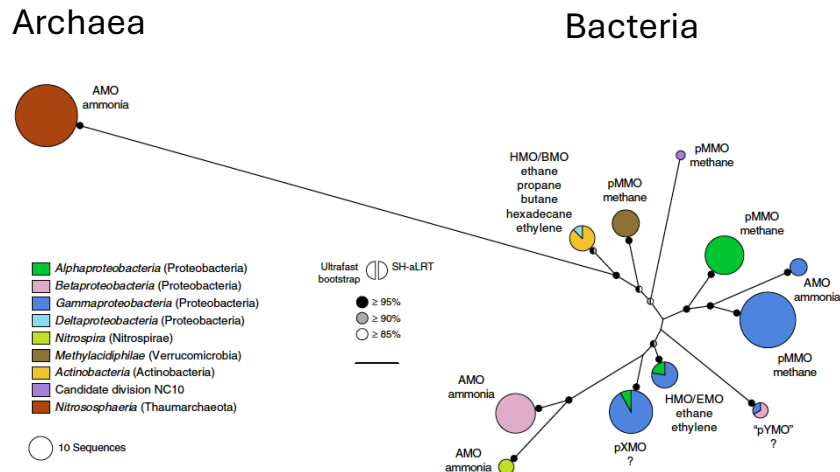 Archaea
Bacteria
AMO
ammonia
HMO/BMO
ethane
propane
butane
hexadecane
ethylene
pMMO
methane
pMMO
methane
pMMO
methane
AMO
ammonia
pMMO
methane
Alphaproteobacteria (Proteobacteria)
Betaproteobacteria (Proteobacteria)
Gammaproteobacteria (Proteobacteria)
Deltaproteobacteria (Proteobacteria)
Nitrospira (Nitrospirae)
Methylacidiphilae (Verrucomicrobia)
Actinobacteria (Actinobacteria)
Candidate division NC10
Nitrososphaeria (Thaumarchaeota)
10 Sequences
Ultrafast
bootstrap
SH-aLRT
≥ 95%
≥ 90%
≥ 85%
AMO
ammonia
AMO
ammonia
pXMO
?
HMO/EMO
ethane
ethylene
"pYMO"
?